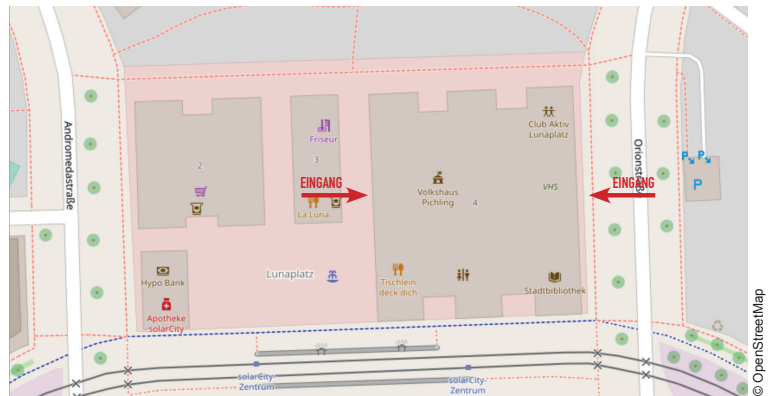 Andromedastraße
Orionstraße
Club Aktiv
Lunaplatz
Friseur
2
3
EINGANG
EINGANG
Volkshaus
Pichling
VHS
4
P
P
P
La Luna
Lunaplatz
Hypo Bank
Tischlein
deck dich
Stadtbibliothek
Apotheke
solarCity
solarCity
Zentrum
solarCity
Zentrum
© OpenStreetMap